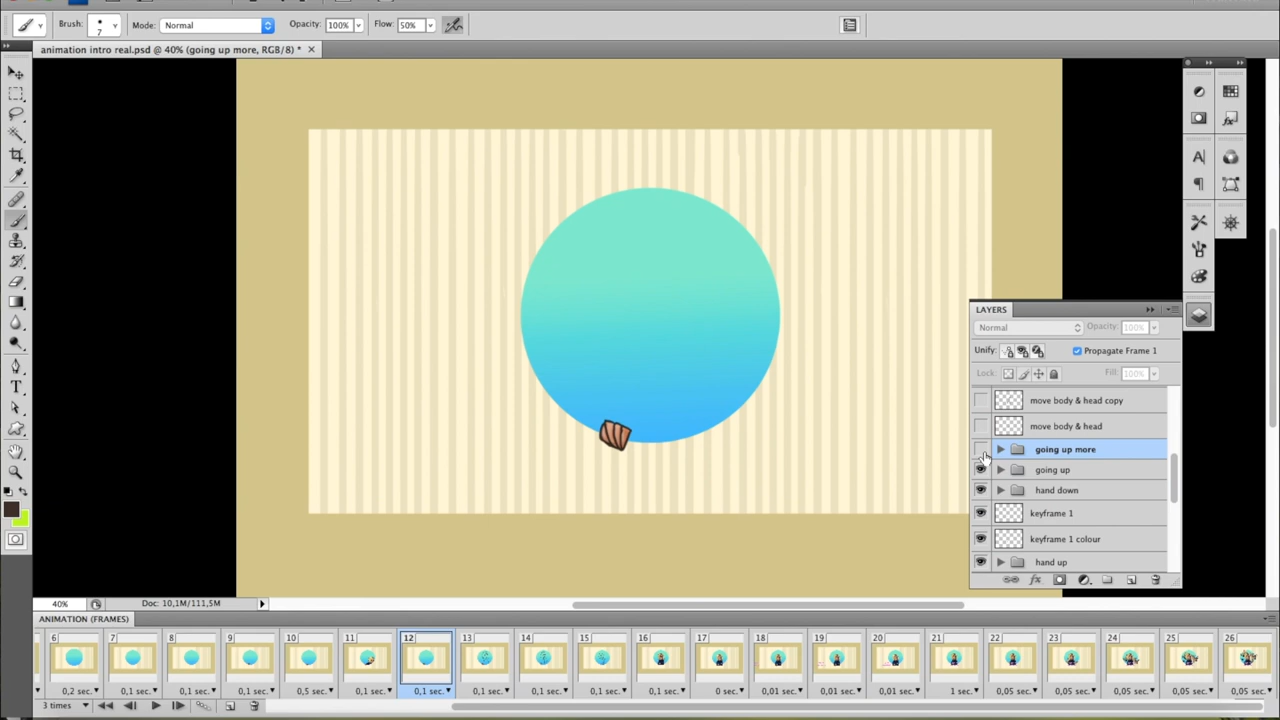 Brush: 7 Mode: Normal Opacity: 100% Flow: 50%
animation intro real.psd @ 40% (going up more, RGB/8) *
LAYERS
Normal Opacity: 100%
Unify: Propagate Frame 1
Lock: Fill: 100%
move body & head copy
move body & head
going up more
going up
hand down
keyframe 1
keyframe 1 colour
hand up
40% Doc: 10,1M/111,5M
ANIMATION (FRAMES)
6 7 8 9 10 11 12 13 14 15 16 17 18 19 20 21 22 23 24 25 26
0,2 sec. 0,1 sec. 0,1 sec. 0,1 sec. 0,5 sec. 0,1 sec. 0,1 sec. 0,1 sec. 0,1 sec. 0,1 sec. 0,1 sec. 0 sec. 0,01 sec. 0,01 sec. 0,01 sec. 1 sec. 0,05 sec. 0,05 sec. 0,05 sec. 0,05 sec. 0,05 sec.
3 times